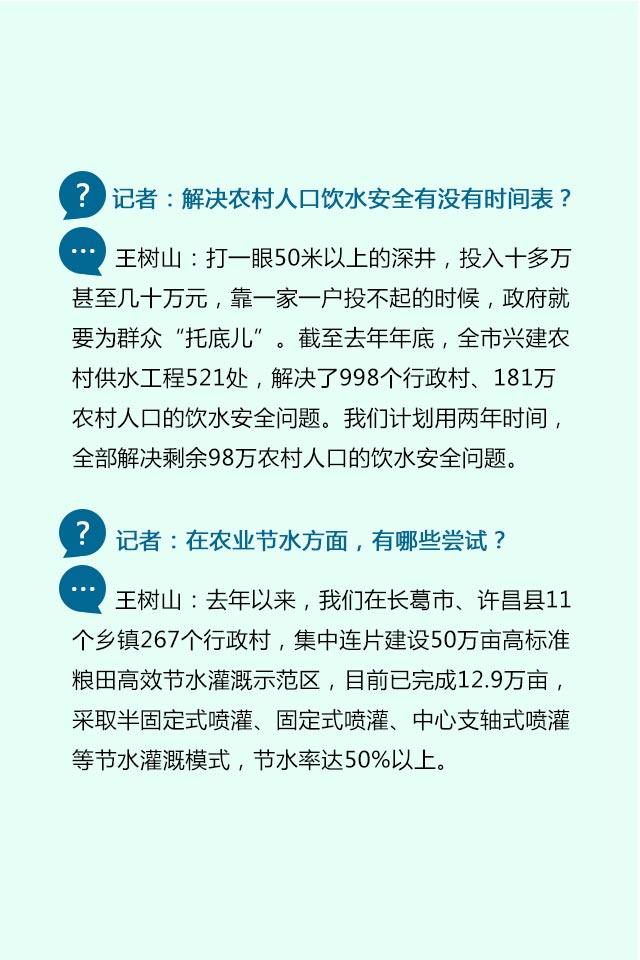 ?
记者：解决农村人口饮水安全有没有时间表？
...
王树山：打一眼50米以上的深井，投入十多万
甚至几十万元，靠一家一户投不起的时候，政府就
要为群众“托底儿”。截至去年年底，全市兴建农
村供水工程521处，解决了998个行政村、181万
农村人口的饮水安全问题。我们计划用两年时间，
全部解决剩余98万农村人口的饮水安全问题。
?
记者：在农业节水方面，有哪些尝试？
...
王树山：去年以来，我们在长葛市、许昌县11
个乡镇267个行政村，集中连片建设50万亩高标准
粮田高效节水灌溉示范区，目前已完成12.9万亩，
采取半固定式喷灌、固定式喷灌、中心支轴式喷灌
等节水灌溉模式，节水率达50%以上。